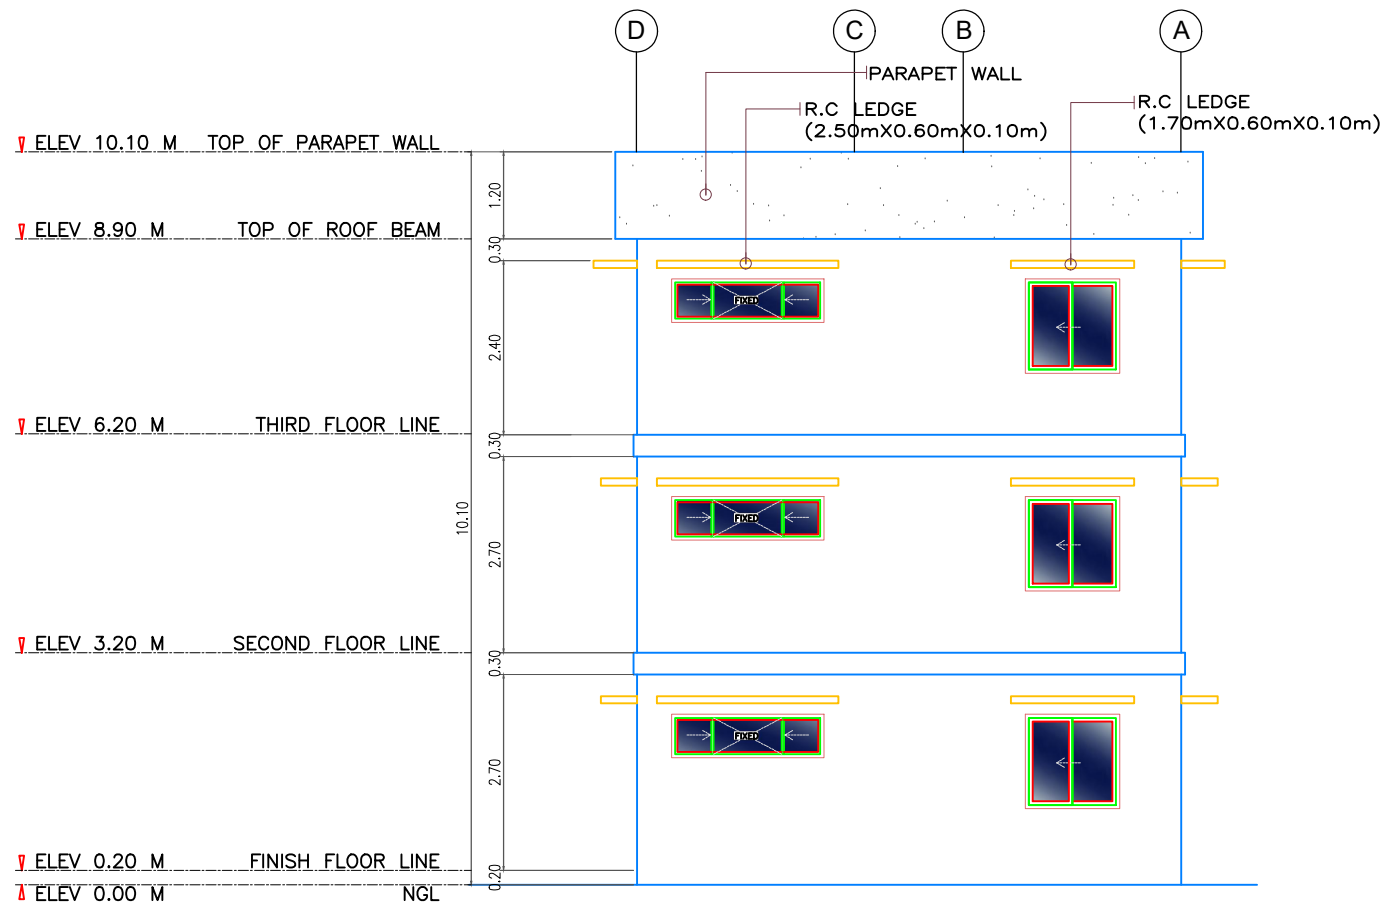 D
C
B
A
PARAPET WALL
R.C LEDGE
(2.50mX0.60mX0.10m)
R.C LEDGE
(1.70mX0.60mX0.10m)
ELEV 10.10 M TOP OF PARAPET WALL
1.20
ELEV 8.90 M TOP OF ROOF BEAM
0.30
FIXED
2.40
ELEV 6.20 M THIRD FLOOR LINE
0.30
10.10
FIXED
2.70
ELEV 3.20 M SECOND FLOOR LINE
0.30
FIXED
2.70
ELEV 0.20 M FINISH FLOOR LINE
0.20
ELEV 0.00 M NGL